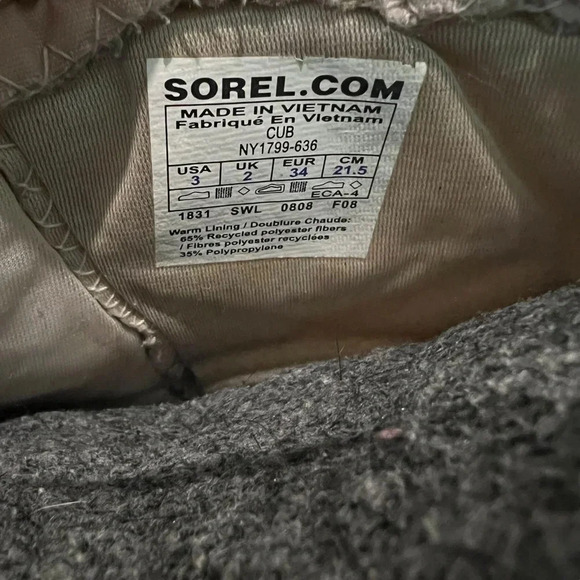 SOREL.COM
MADE IN VIETNAM
Fabriqué En Vietnam
CUB
NY1799-636
USA UK EUR CM
3 2 34 21.5
ECA-4
1831 SWL 0808 F08
Warm Lining / Doublure Chaude:
65% Recycled polyester fibers
/ Fibres polyester recyclées
35% Polypropylene